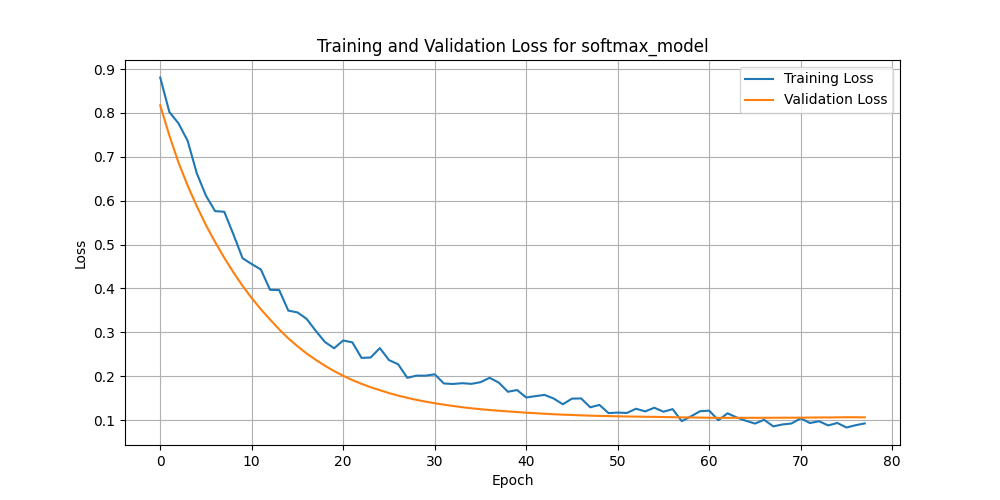 Training and Validation Loss for softmax_model
Training Loss
Validation Loss
Loss
0.9
0.8
0.7
0.6
0.5
0.4
0.3
0.2
0.1
0 10 20 30 40 50 60 70 80
Epoch